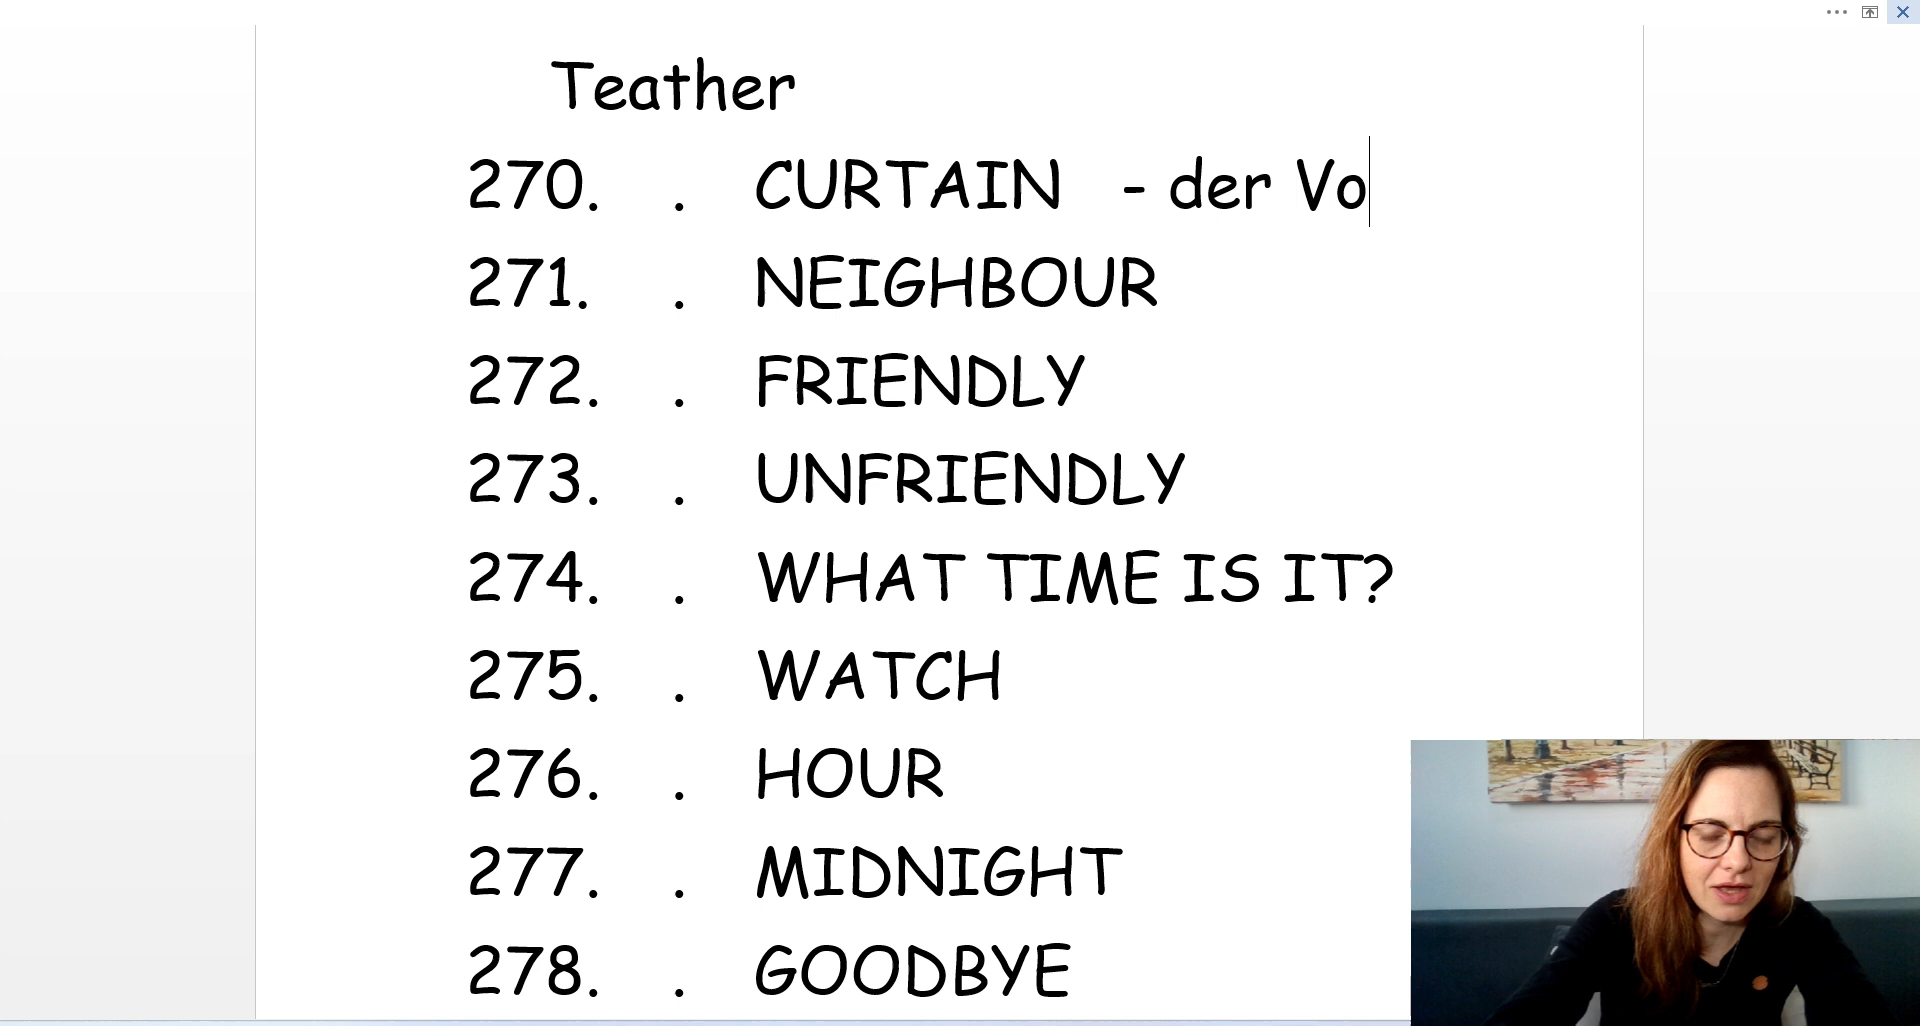 Teather
270. . CURTAIN - der Vo
271. . NEIGHBOUR
272. . FRIENDLY
273. . UNFRIENDLY
274. . WHAT TIME IS IT?
275. . WATCH
276. . HOUR
277. . MIDNIGHT
278. . GOODBYE